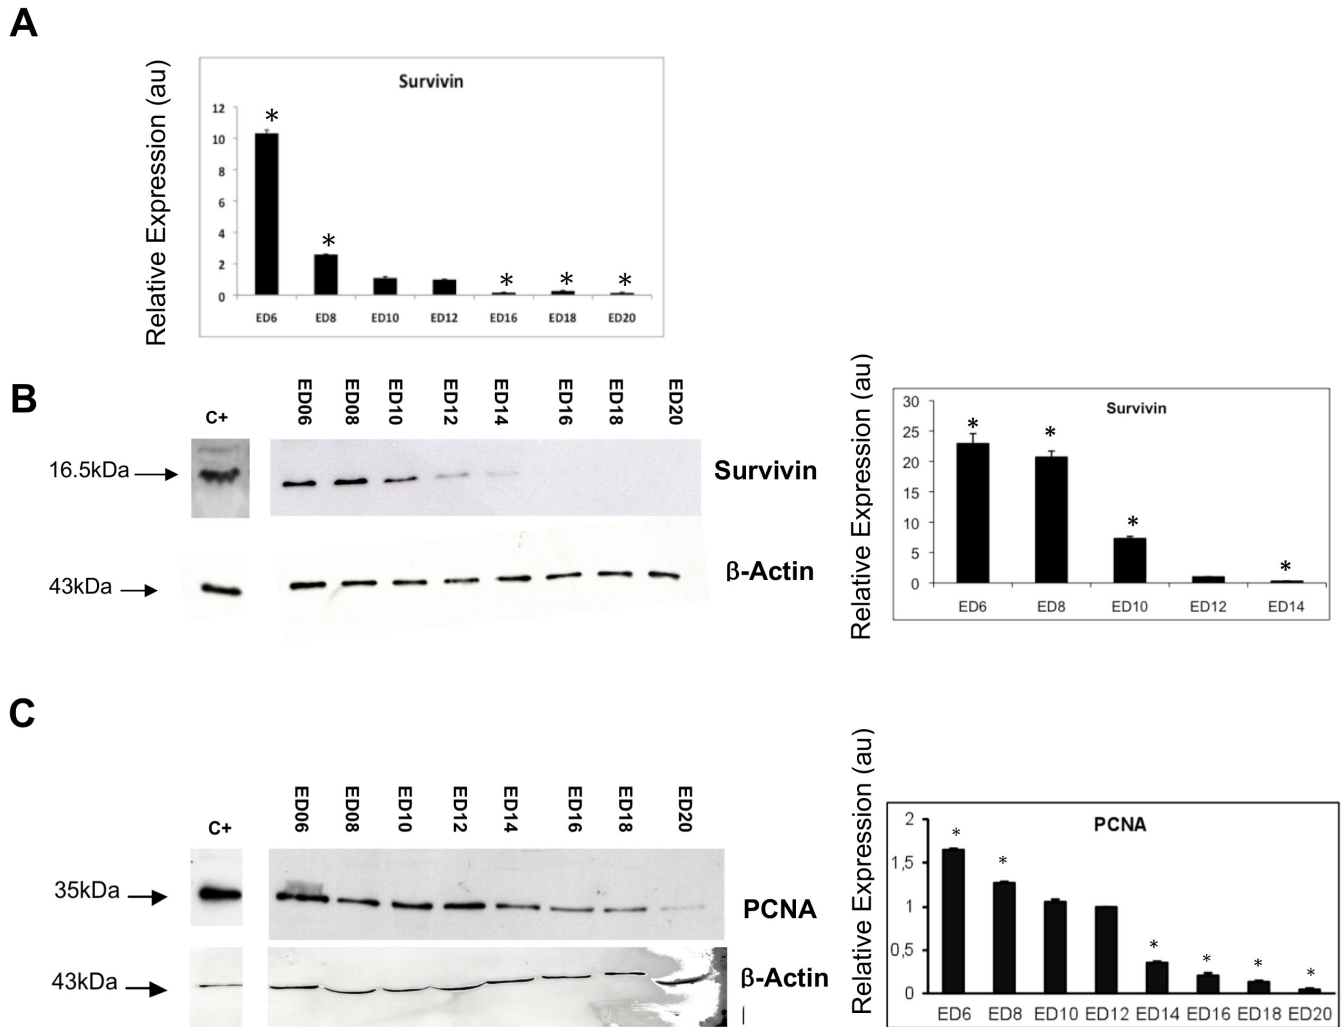 A
Relative Expression (au)
Survivin
12
10
8
6
4
2
0
*
*
*
*
*
ED6 ED8 ED10 ED12 ED16 ED18 ED20
B
C+
ED06 ED08 ED10 ED12 ED14 ED16 ED18 ED20
16.5kDa
Survivin
43kDa
β-Actin
Relative Expression (au)
Survivin
30
25
20
15
10
5
0
*
*
*
*
ED6 ED8 ED10 ED12 ED14
C
C+
ED06 ED08 ED10 ED12 ED14 ED16 ED18 ED20
35kDa
PCNA
43kDa
β-Actin
Relative Expression (au)
PCNA
2
1,5
1
0,5
0
*
*
*
*
*
*
ED6 ED8 ED10 ED12 ED14 ED16 ED18 ED20